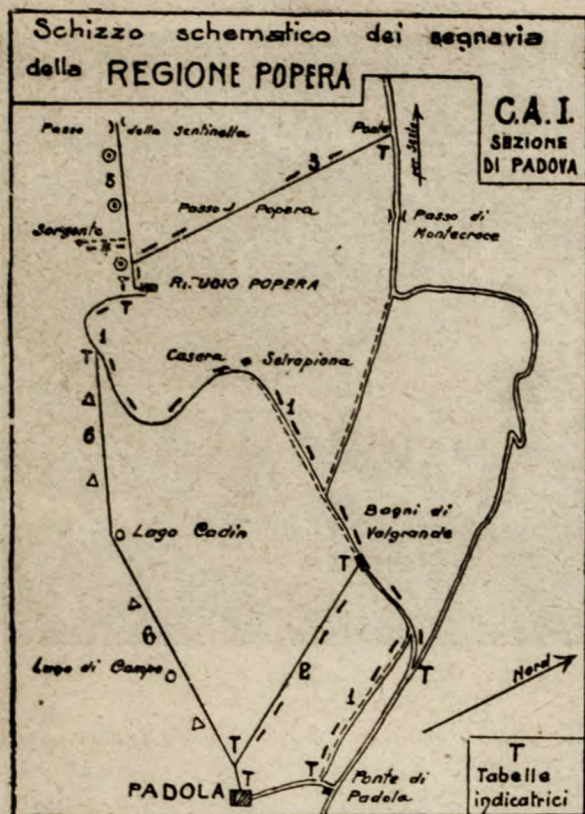 Schizzo schematico dei segnavia
della REGIONE POPERA
C.A.I.
SEZIONE
DI PADOVA
Passo della Sentinella
Ponte
T
per Sesto
5
3
Passo Popera
Passo di
Montecroce
Sorgente
T
RIFUGIO POPERA
T
1
T
Casera Selvapiana
1
6
Bagni di
Valgrande
T
Lago Cadin
6
2
1
T
Lago di Campo
Nord
T
T
T
PADOLA
Ponte di
Padola
T
Tabelle
indicatrici